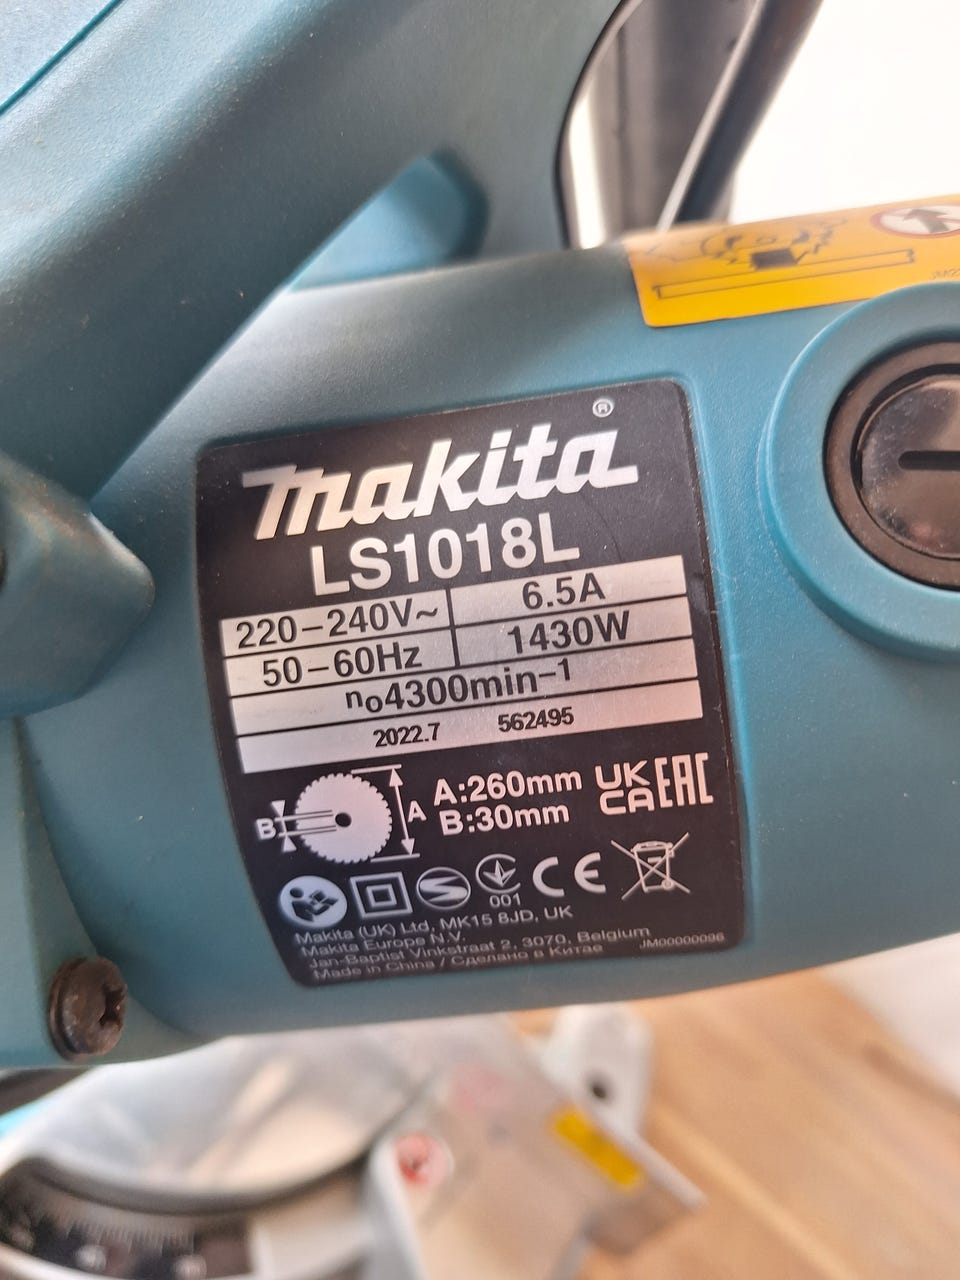 makita®
LS1018L
220–240V~ 6.5A
50–60Hz 1430W
no4300min−1
2022.7 562495
B A A:260mm UK CA EAC
B:30mm
001 CE
Makita (UK) Ltd, MK15 8JD, UK
Makita Europe N.V.
Jan-Baptist Vinkstraat 2, 3070, Belgium
Made in China / Сделано в Китае JM00000096